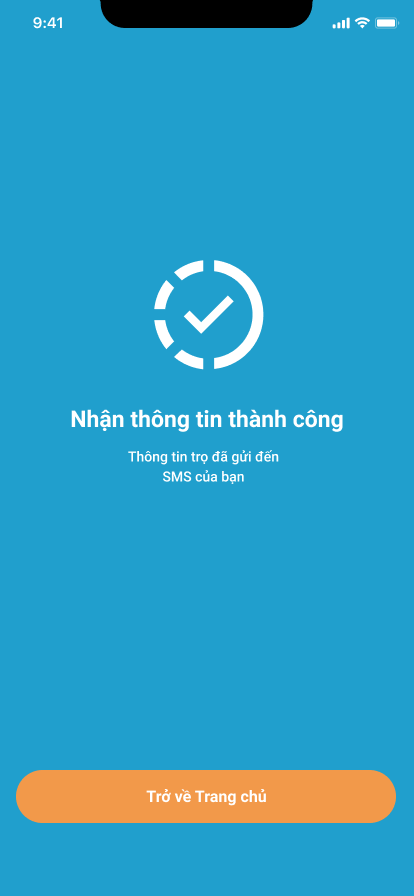 9:41
Nhận thông tin thành công
Thông tin trọ đã gửi đến
SMS của bạn
Trở về Trang chủ